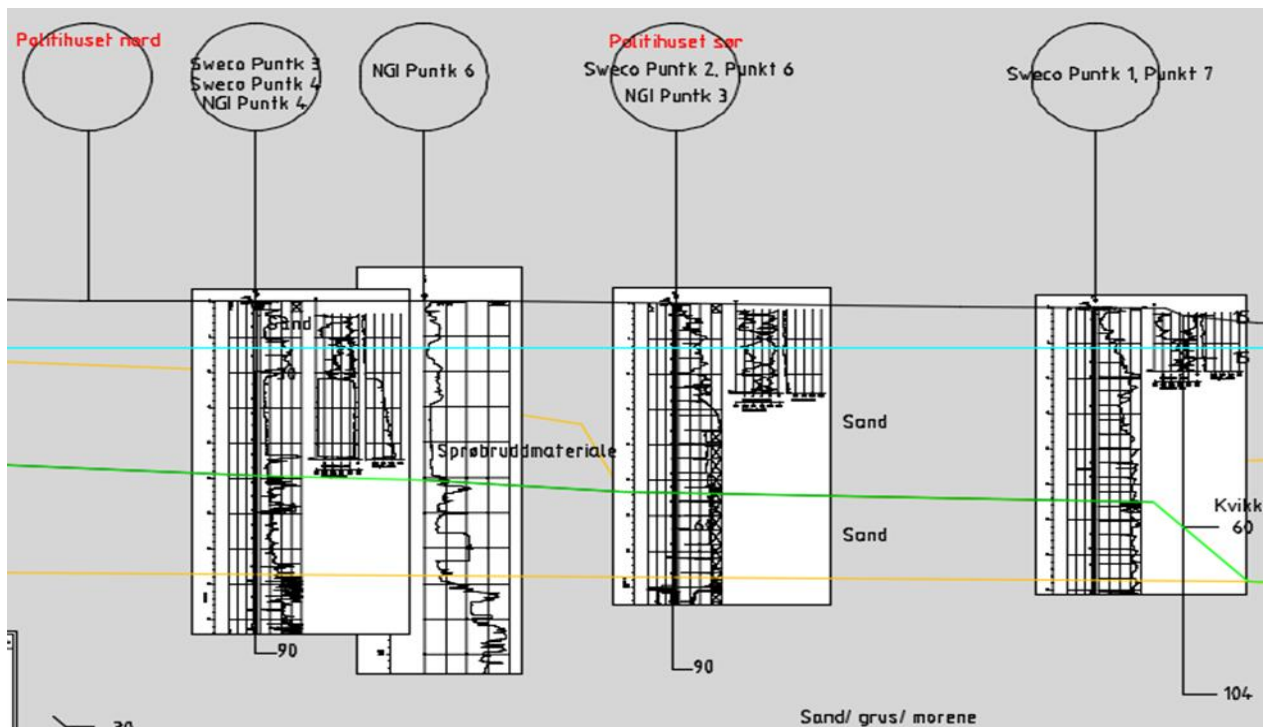 Politihuset nord
Sweco Puntk 3
Sweco Puntk 4
NGI Puntk 4
NGI Puntk 6
Politihuset sør
Sweco Puntk 2, Punkt 6
NGI Puntk 3
Sweco Puntk 1, Punkt 7
Sand
15
15
Sand
Sprøbruddmateriale
Kvikk
60
Sand
90
90
104
Sand/ grus/ morene